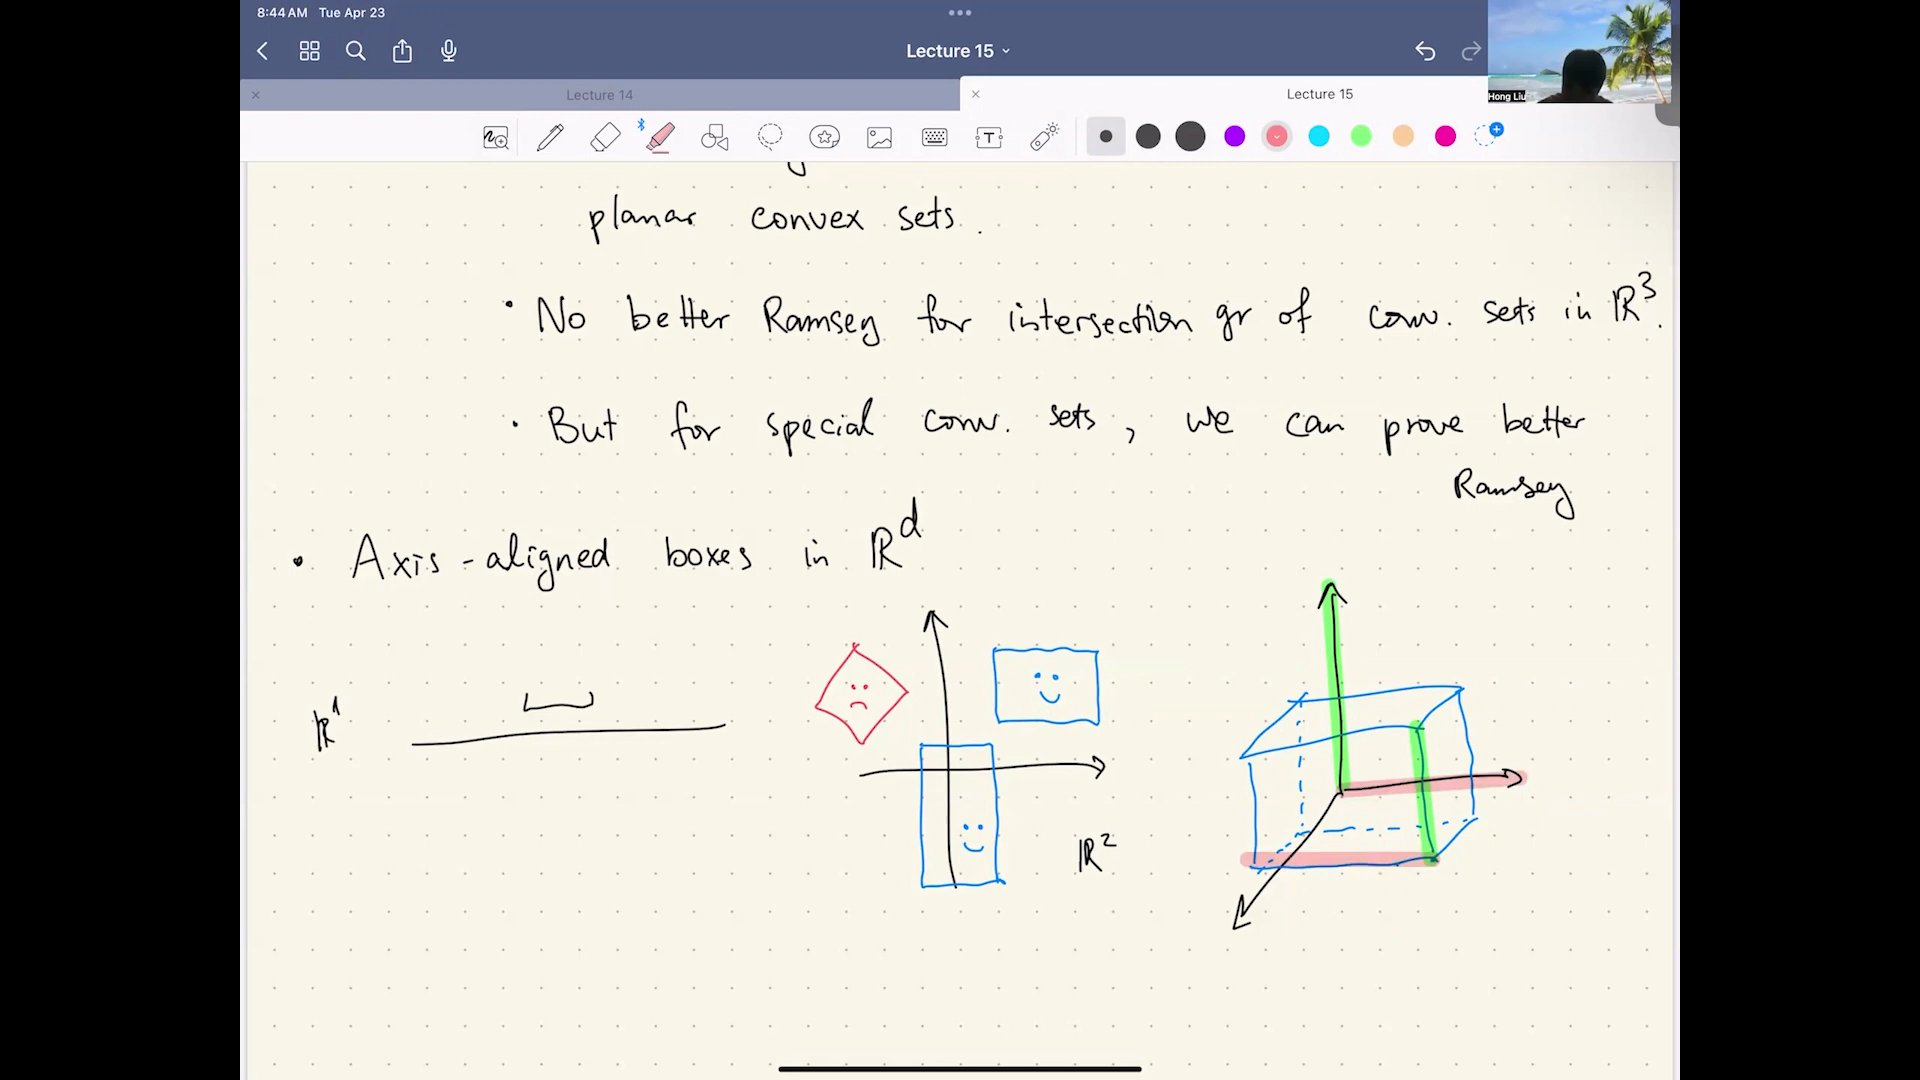 8:44 AM Tue Apr 23
Lecture 15
Hong Liu
Lecture 14
Lecture 15
planar convex sets.
• No better Ramsey for intersection gr of conv. sets in ℝ³.
• But for special conv. sets, we can prove better
Ramsey
• Axis-aligned boxes in ℝᵈ
ℝ¹
ℝ²